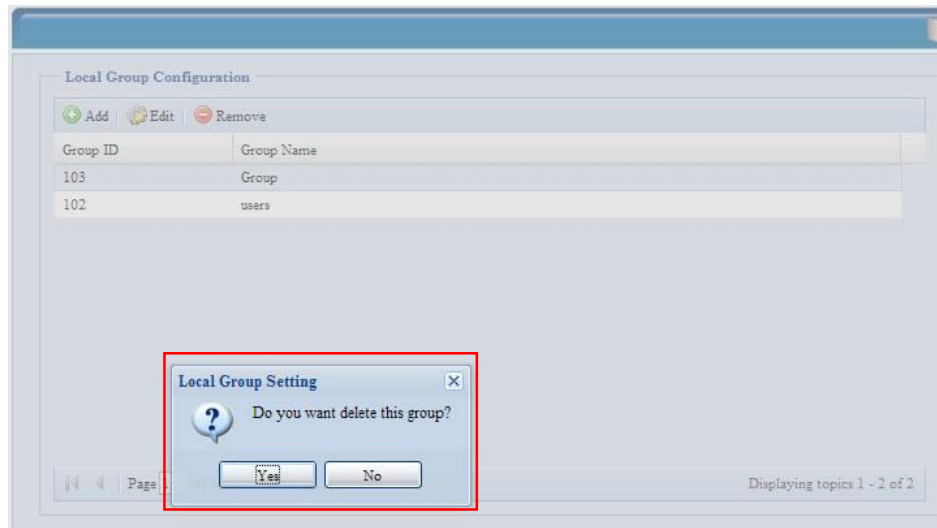 Local Group Configuration
Add Edit Remove
Group ID Group Name
103 Group
102 users
Local Group Setting
Do you want delete this group?
Yes No
Page 1 Displaying topics 1 - 2 of 2